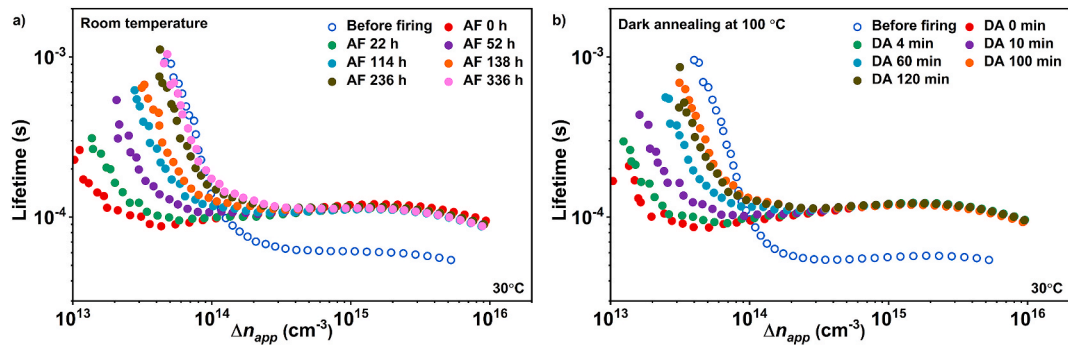 a) Room temperature
Before firing
AF 0 h
AF 22 h
AF 52 h
AF 114 h
AF 138 h
AF 236 h
AF 336 h
10⁻³
10⁻⁴
Lifetime (s)
30°C
10¹³ 10¹⁴ 10¹⁵ 10¹⁶
Δn_app (cm⁻³)
b) Dark annealing at 100 °C
Before firing
DA 0 min
DA 4 min
DA 10 min
DA 60 min
DA 100 min
DA 120 min
10⁻³
10⁻⁴
Lifetime (s)
30°C
10¹³ 10¹⁴ 10¹⁵ 10¹⁶
Δn_app (cm⁻³)